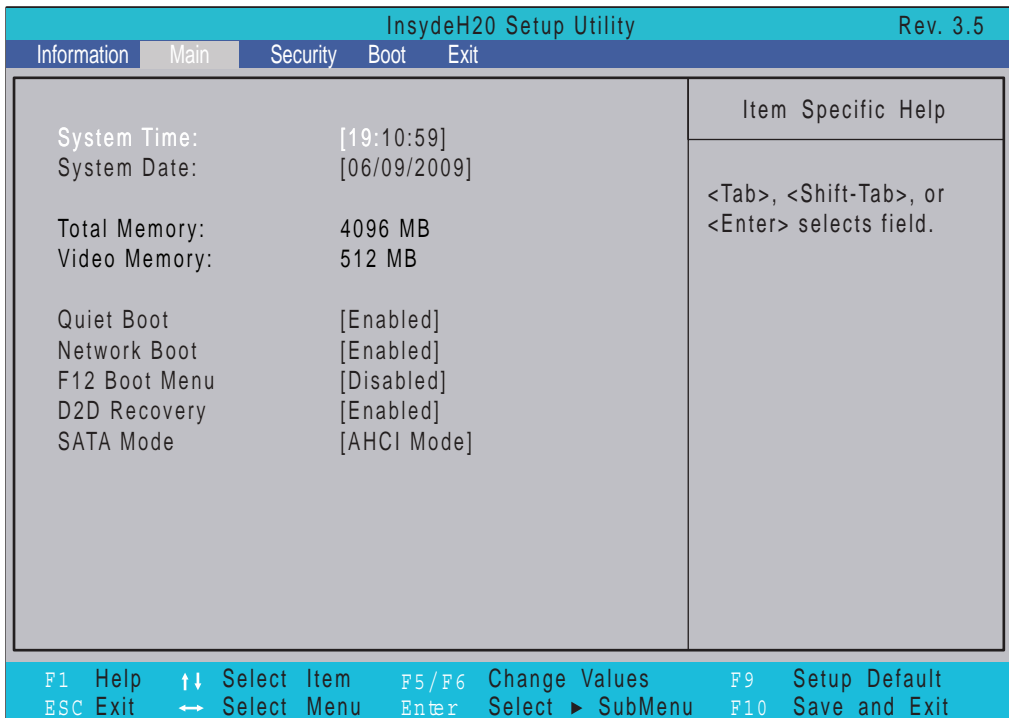 InsydeH20 Setup Utility Rev. 3.5
Information Main Security Boot Exit
Item Specific Help
System Time: [19:10:59]
System Date: [06/09/2009]
<Tab>, <Shift-Tab>, or
<Enter> selects field.
Total Memory: 4096 MB
Video Memory: 512 MB
Quiet Boot [Enabled]
Network Boot [Enabled]
F12 Boot Menu [Disabled]
D2D Recovery [Enabled]
SATA Mode [AHCI Mode]
F1 Help ↑↓ Select Item F5/F6 Change Values F9 Setup Default
ESC Exit ↔ Select Menu Enter Select ▶ SubMenu F10 Save and Exit